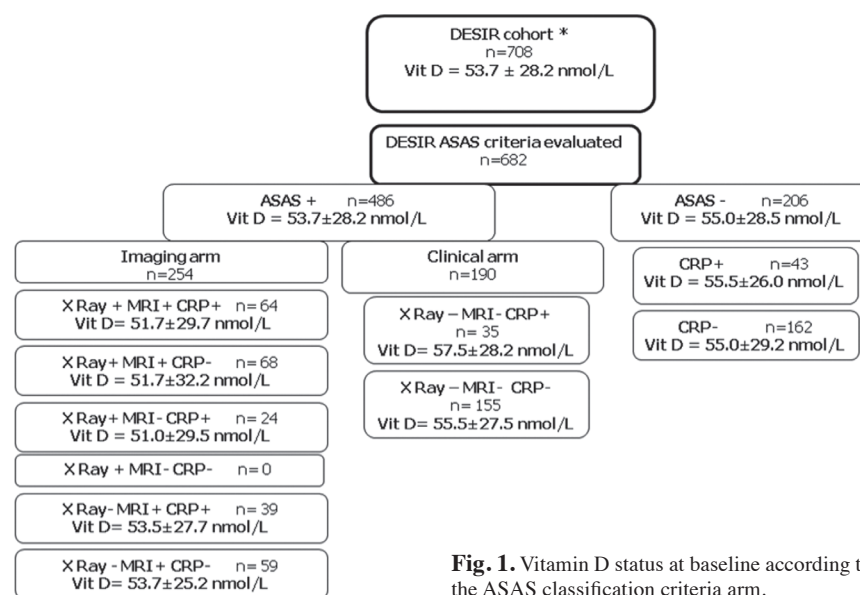 DESIR cohort *
n=708
Vit D = 53.7 ± 28.2 nmol/L
DESIR ASAS criteria evaluated
n=682
ASAS + n=486
Vit D = 53.7±28.2 nmol/L
ASAS - n=206
Vit D = 55.0±28.5 nmol/L
Imaging arm
n=254
X Ray + MRI + CRP+ n=64
Vit D= 51.7±29.7 nmol/L
X Ray+ MRI + CRP- n=68
Vit D = 51.7±32.2 nmol/L
X Ray+ MRI- CRP+ n=24
Vit D = 51.0±29.5 nmol/L
X Ray + MRI- CRP- n=0
X Ray- MRI + CRP+ n=39
Vit D= 53.5±27.7 nmol/L
X Ray - MRI + CRP- n=59
Vit D= 53.7±25.2 nmol/L
Clinical arm
n=190
X Ray – MRI- CRP+
n= 35
Vit D= 57.5±28.2 nmol/L
X Ray – MRI- CRP-
n= 155
Vit D= 55.5±27.5 nmol/L
CRP+ n=43
Vit D = 55.5±26.0 nmol/L
CRP- n=162
Vit D = 55.0±29.2 nmol/L
Fig. 1. Vitamin D status at baseline according t
the ASAS classification criteria arm.